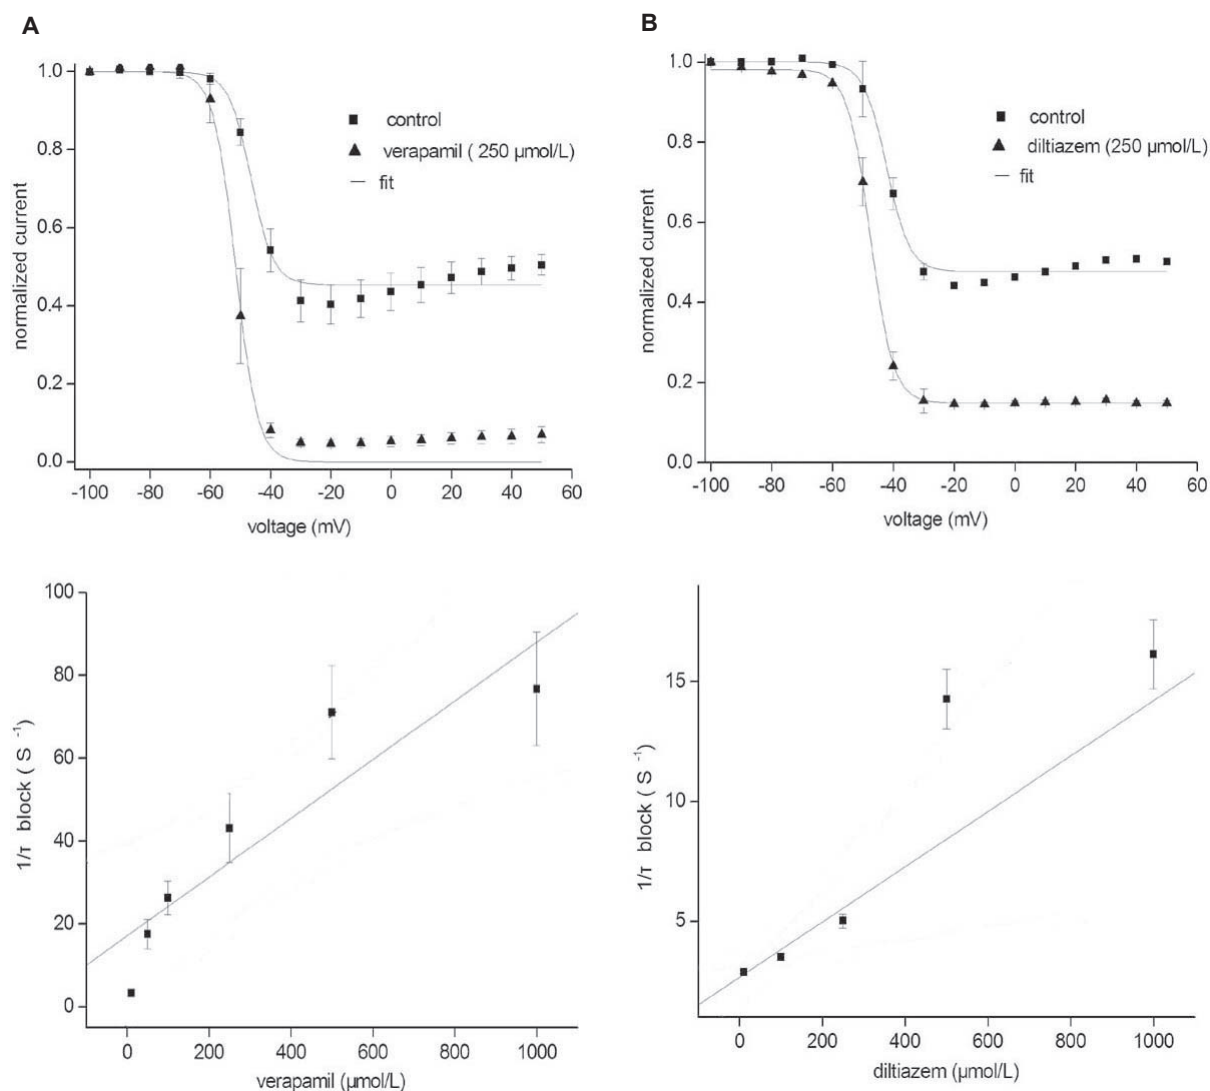 A
1.0
0.8
0.6
0.4
0.2
0.0
normalized current
■ control
▲ verapamil ( 250 µmol/L)
— fit
-100 -80 -60 -40 -20 0 20 40 60
voltage (mV)
B
1.0
0.8
0.6
0.4
0.2
0.0
normalized current
■ control
▲ diltiazem (250 µmol/L)
— fit
-100 -80 -60 -40 -20 0 20 40 60
voltage (mV)
100
80
60
40
20
0
1/τ block ( S ⁻¹)
0 200 400 600 800 1000
verapamil (µmol/L)
15
10
5
1/τ block ( S ⁻¹)
0 200 400 600 800 1000
diltiazem (µmol/L)